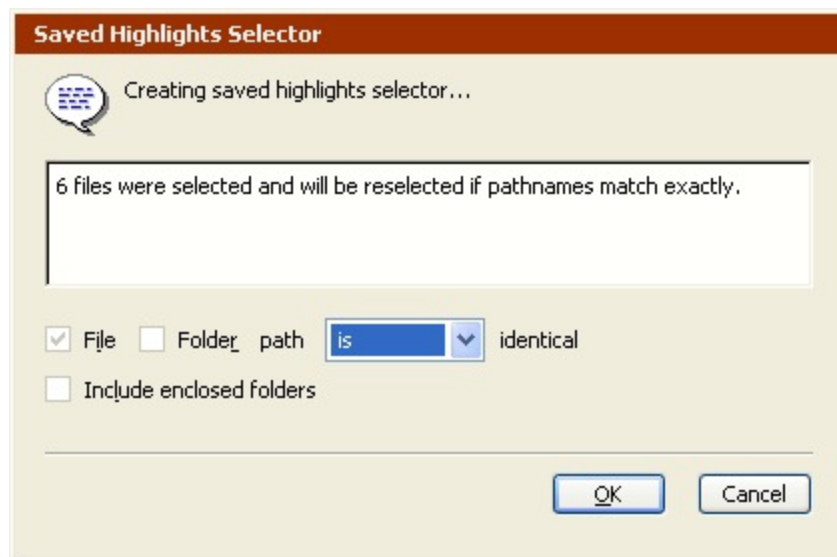 Saved Highlights Selector
Creating saved highlights selector...
6 files were selected and will be reselected if pathnames match exactly.
File Folder path is identical
Include enclosed folders
OK Cancel